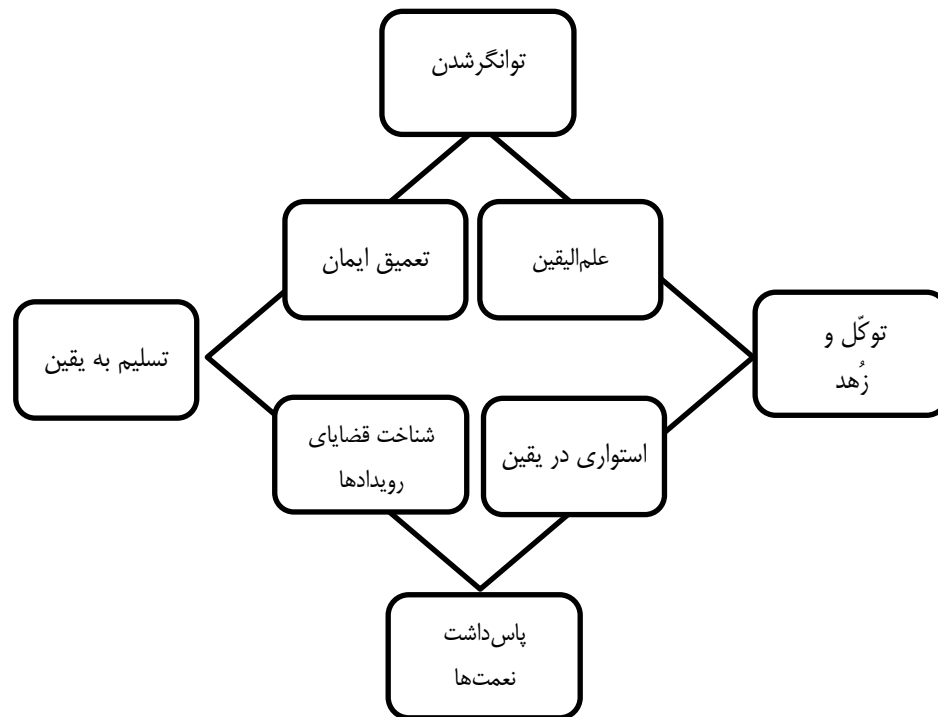 توانگرشدن
علم‌الیقین
تعمیق ایمان
توکّل و
زُهد
تسلیم به یقین
استواری در یقین
شناخت قضایای
رویدادها
پاس‌داشت
نعمت‌ها